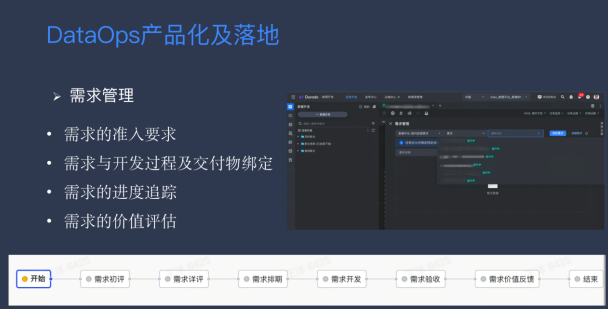 DataOps产品化及落地
➢ 需求管理
• 需求的准入要求
• 需求与开发过程及交付物绑定
• 需求的进度追踪
• 需求的价值评估
需求管理
开始 需求初评 需求详评 需求排期 需求开发 需求验收 需求价值反馈 结束